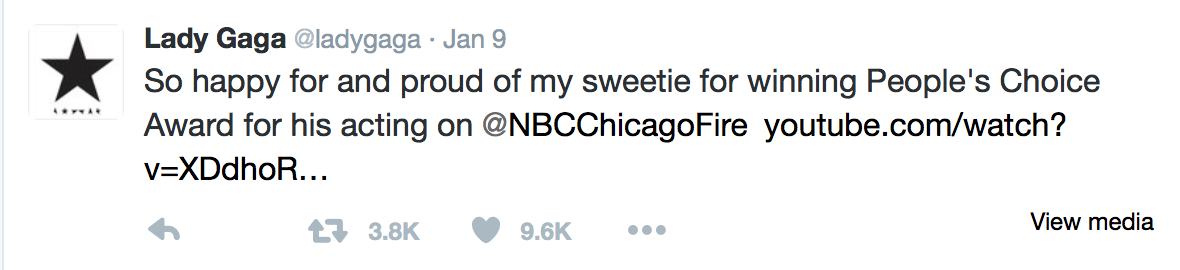 Lady Gaga @ladygaga · Jan 9
So happy for and proud of my sweetie for winning People's Choice
Award for his acting on @NBCChicagoFire youtube.com/watch?
v=XDdhoR…
3.8K 9.6K View media